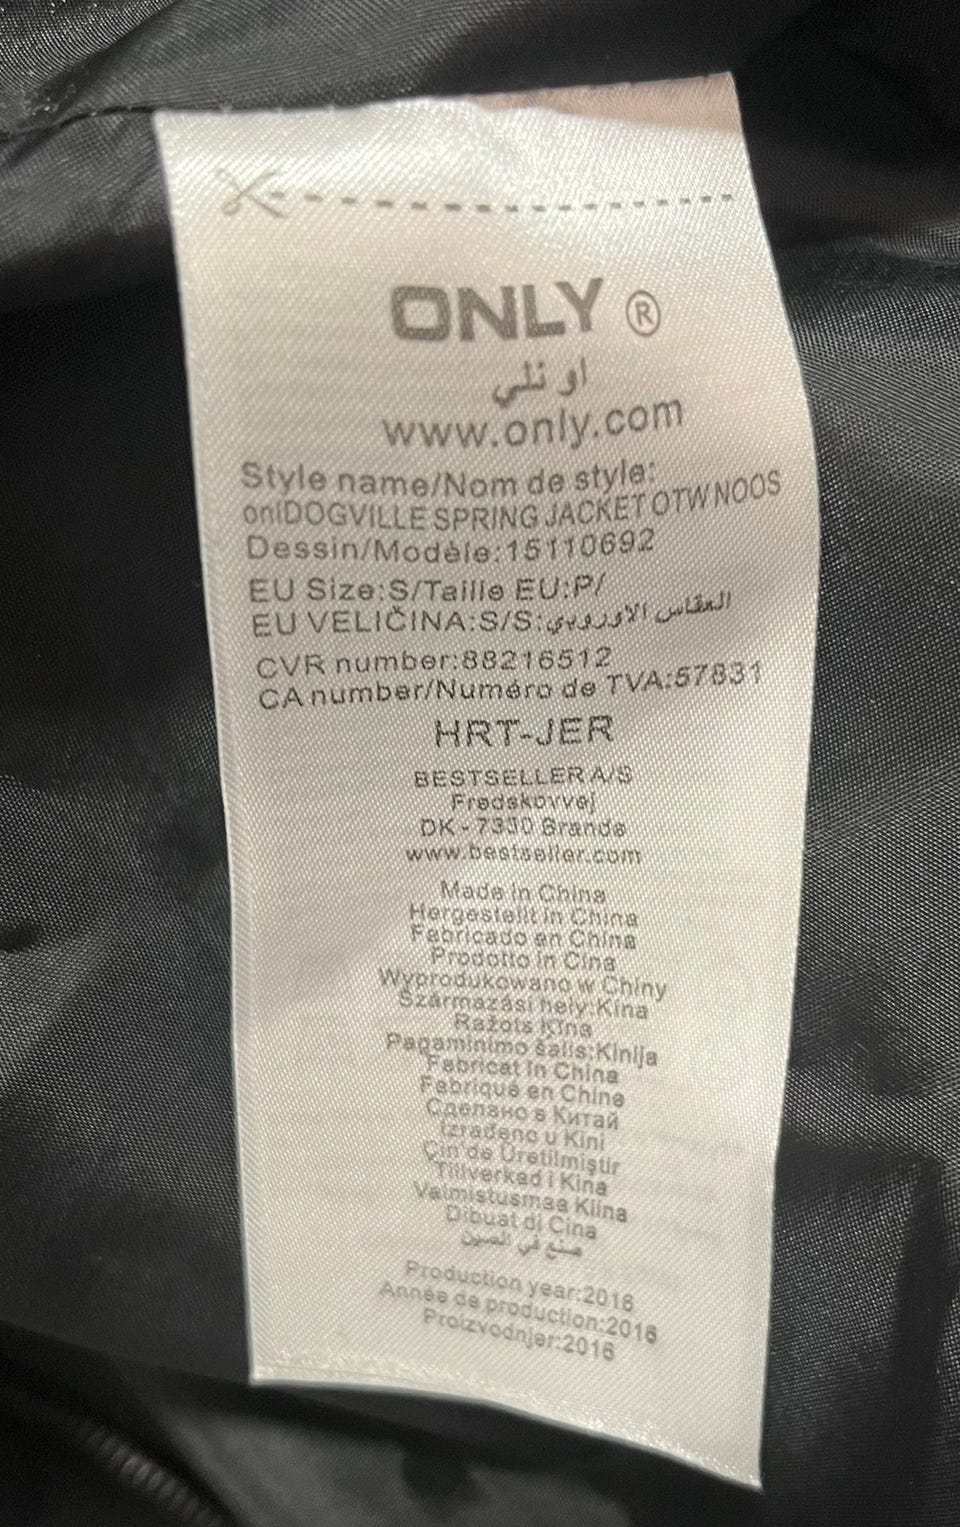 ONLY ®
او نلي
www.only.com
Style name/Nom de style:
onlDOGVILLE SPRING JACKET OTW NOOS
Dessin/Modèle:15110692
EU Size:S/Taille EU:P/
EU VELIČINA:S/S:العقاس الاوروبي
CVR number:88216512
CA number/Numéro de TVA:57831
HRT-JER
BESTSELLER A/S
Fredskovvej
DK - 7330 Brande
www.bestseller.com
Made in China
Hergestellt in China
Fabricado en China
Prodotto in Cina
Wyprodukowano w Chiny
Származási hely:Kína
Ražots Ķīna
Pagaminimo šalis:Kinija
Fabricat în China
Fabriqué en Chine
Сделано в Китай
Izrađeno u Kini
Çin'de Üretilmiştir
Tillverkad i Kina
Valmistusmaa Kiina
Dibuat di Cina
صنع في الصين
Production year:2016
Année de production:2016
Proizvodnjer:2016